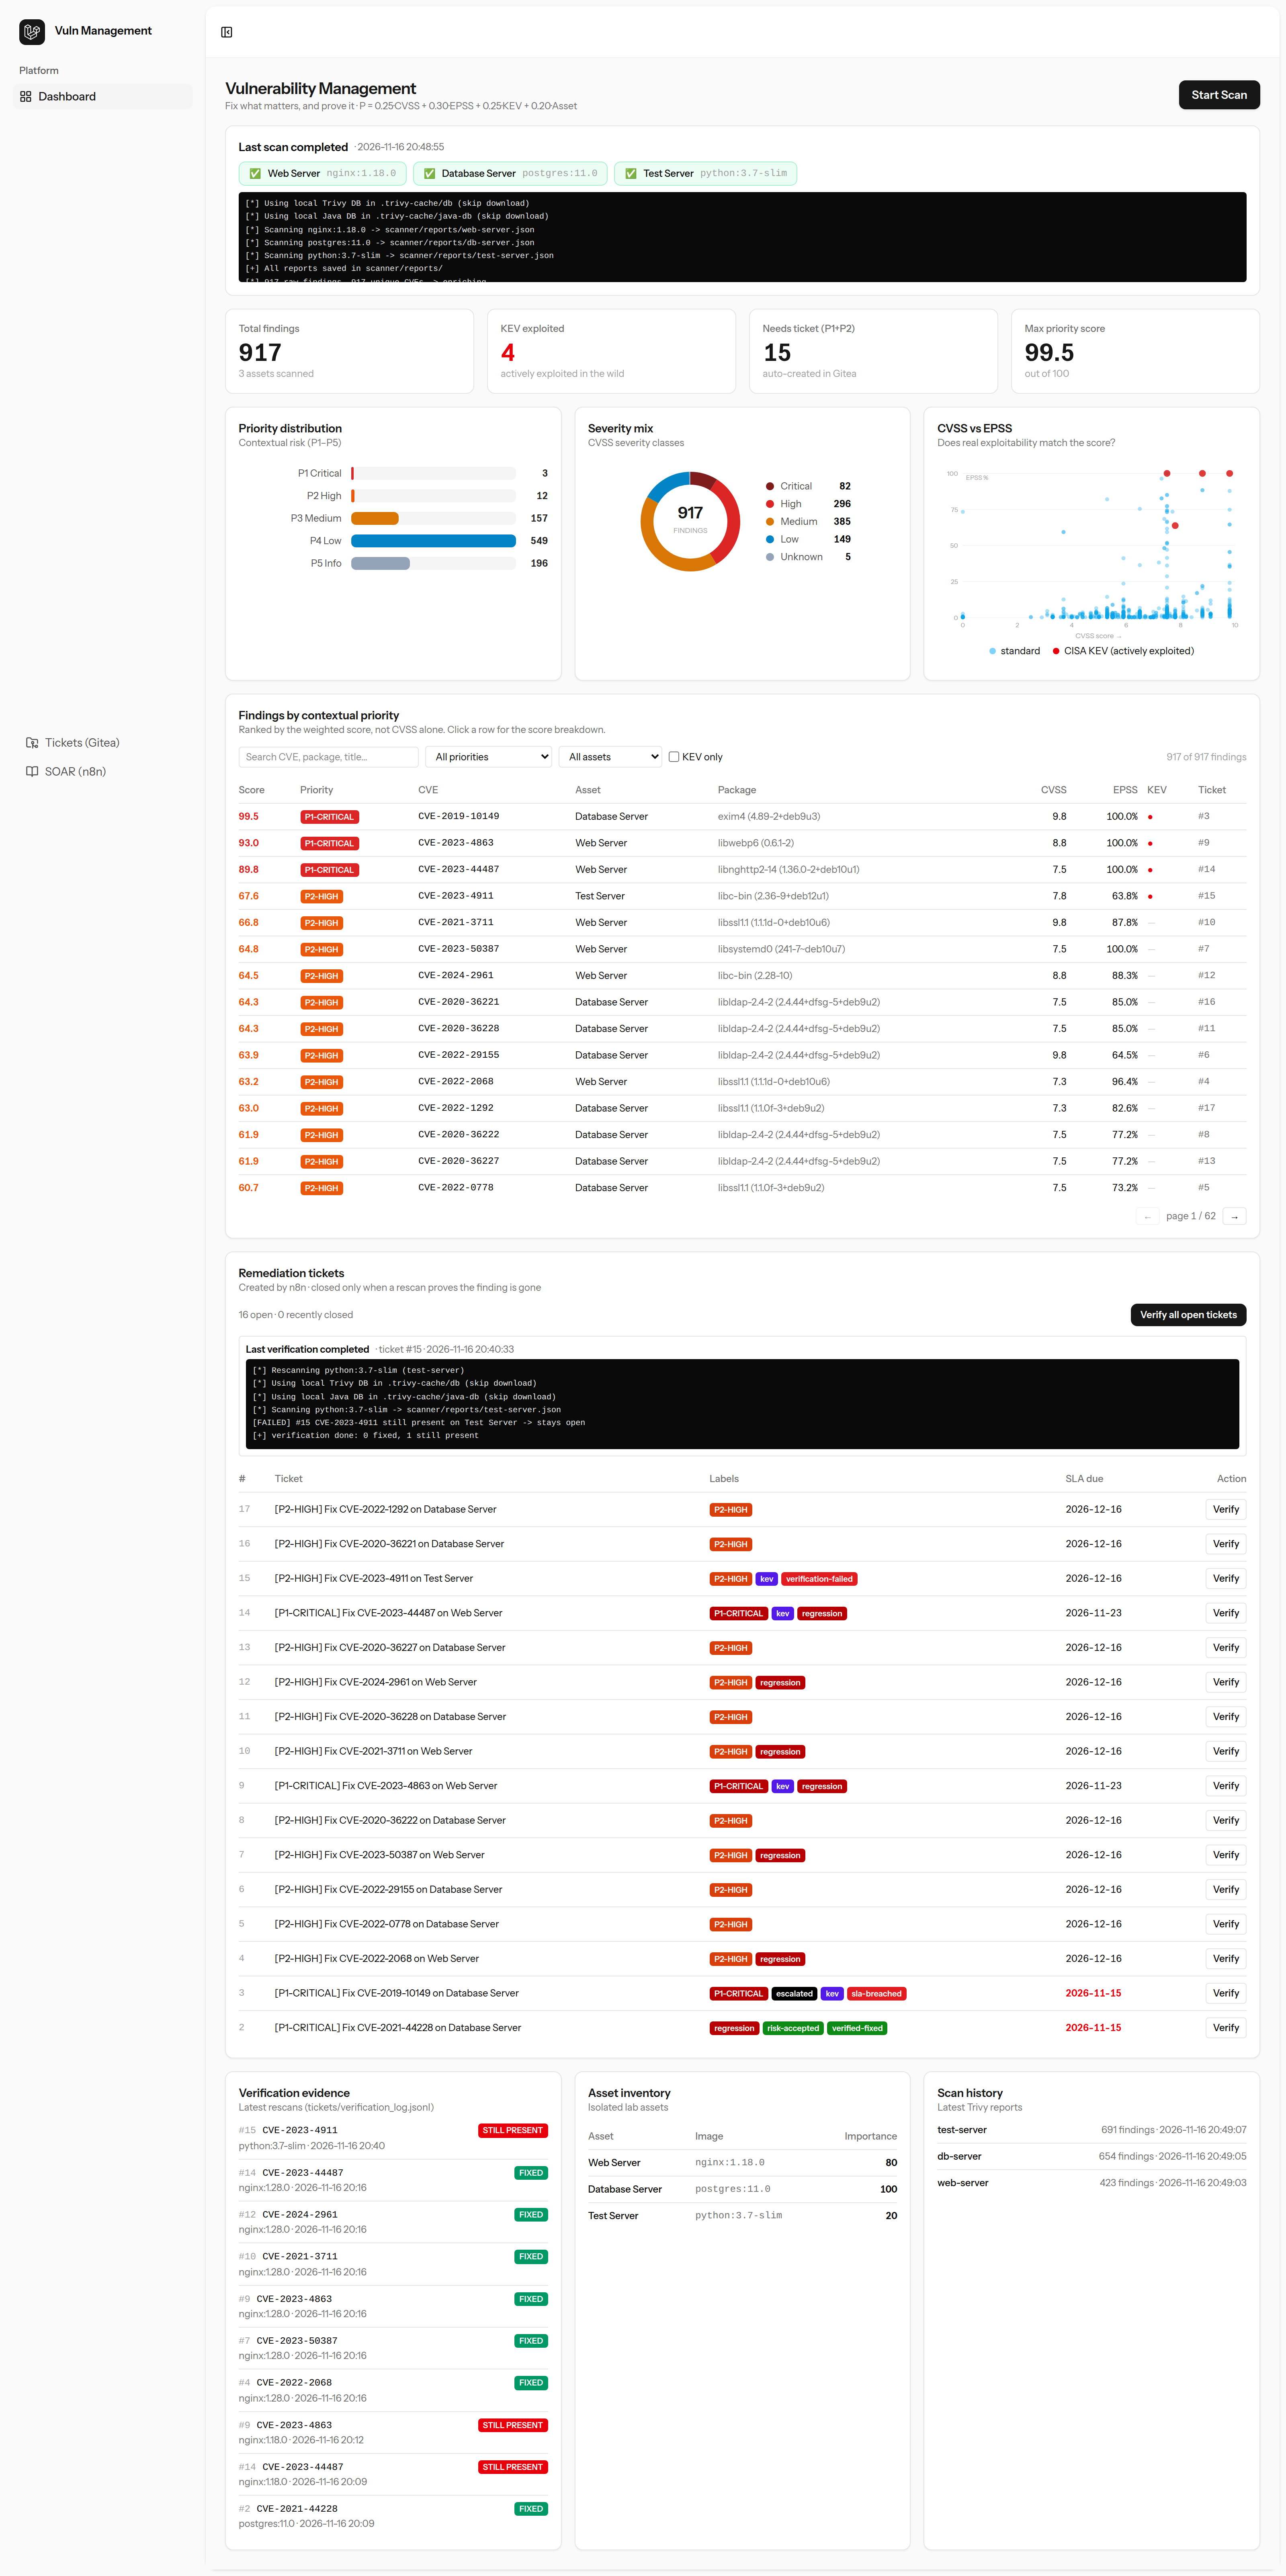 Vuln Management
Platform
Dashboard
Tickets (Gitea)
SOAR (n8n)
Vulnerability Management
Fix what matters, and prove it · P = 0.25·CVSS + 0.30·EPSS + 0.25·KEV + 0.20·Asset
Start Scan
Last scan completed · 2026-11-16 20:48:55
✅ Web Server nginx:1.18.0 ✅ Database Server postgres:11.0 ✅ Test Server python:3.7-slim
[*] Using local Trivy DB in .trivy-cache/db (skip download)
[*] Using local Java DB in .trivy-cache/java-db (skip download)
[*] Scanning nginx:1.18.0 -> scanner/reports/web-server.json
[*] Scanning postgres:11.0 -> scanner/reports/db-server.json
[*] Scanning python:3.7-slim -> scanner/reports/test-server.json
[+] All reports saved in scanner/reports/
[*] 917 raw findings, 917 unique CVEs -> enriching
Total findings
917
3 assets scanned
KEV exploited
4
actively exploited in the wild
Needs ticket (P1+P2)
15
auto-created in Gitea
Max priority score
99.5
out of 100
Priority distribution
Contextual risk (P1–P5)
P1 Critical 3
P2 High 12
P3 Medium 157
P4 Low 549
P5 Info 196
Severity mix
CVSS severity classes
917
FINDINGS
Critical 82
High 296
Medium 385
Low 149
Unknown 5
CVSS vs EPSS
Does real exploitability match the score?
EPSS %
100
75
50
25
0
0 2 4 6 8 10
CVSS score →
standard CISA KEV (actively exploited)
Findings by contextual priority
Ranked by the weighted score, not CVSS alone. Click a row for the score breakdown.
Search CVE, package, title... All priorities All assets KEV only 917 of 917 findings
Score Priority CVE Asset Package CVSS EPSS KEV Ticket
99.5 P1-CRITICAL CVE-2019-10149 Database Server exim4 (4.89-2+deb9u3) 9.8 100.0% ● #3
93.0 P1-CRITICAL CVE-2023-4863 Web Server libwebp6 (0.6.1-2) 8.8 100.0% ● #9
89.8 P1-CRITICAL CVE-2023-44487 Web Server libnghttp2-14 (1.36.0-2+deb10u1) 7.5 100.0% ● #14
67.6 P2-HIGH CVE-2023-4911 Test Server libc-bin (2.36-9+deb12u1) 7.8 63.8% ● #15
66.8 P2-HIGH CVE-2021-3711 Web Server libssl1.1 (1.1.1d-0+deb10u6) 9.8 87.8% — #10
64.8 P2-HIGH CVE-2023-50387 Web Server libsystemd0 (241-7~deb10u7) 7.5 100.0% — #7
64.5 P2-HIGH CVE-2024-2961 Web Server libc-bin (2.28-10) 8.8 88.3% — #12
64.3 P2-HIGH CVE-2020-36221 Database Server libldap-2.4-2 (2.4.44+dfsg-5+deb9u2) 7.5 85.0% — #16
64.3 P2-HIGH CVE-2020-36228 Database Server libldap-2.4-2 (2.4.44+dfsg-5+deb9u2) 7.5 85.0% — #11
63.9 P2-HIGH CVE-2022-29155 Database Server libldap-2.4-2 (2.4.44+dfsg-5+deb9u2) 9.8 64.5% — #6
63.2 P2-HIGH CVE-2022-2068 Web Server libssl1.1 (1.1.1d-0+deb10u6) 7.3 96.4% — #4
63.0 P2-HIGH CVE-2022-1292 Database Server libssl1.1 (1.1.0f-3+deb9u2) 7.3 82.6% — #17
61.9 P2-HIGH CVE-2020-36222 Database Server libldap-2.4-2 (2.4.44+dfsg-5+deb9u2) 7.5 77.2% — #8
61.9 P2-HIGH CVE-2020-36227 Database Server libldap-2.4-2 (2.4.44+dfsg-5+deb9u2) 7.5 77.2% — #13
60.7 P2-HIGH CVE-2022-0778 Database Server libssl1.1 (1.1.0f-3+deb9u2) 7.5 73.2% — #5
← page 1 / 62 →
Remediation tickets
Created by n8n · closed only when a rescan proves the finding is gone
16 open · 0 recently closed
Verify all open tickets
Last verification completed · ticket #15 · 2026-11-16 20:40:33
[*] Rescanning python:3.7-slim (test-server)
[*] Using local Trivy DB in .trivy-cache/db (skip download)
[*] Using local Java DB in .trivy-cache/java-db (skip download)
[*] Scanning python:3.7-slim -> scanner/reports/test-server.json
[FAILED] #15 CVE-2023-4911 still present on Test Server -> stays open
[+] verification done: 0 fixed, 1 still present
# Ticket Labels SLA due Action
17 [P2-HIGH] Fix CVE-2022-1292 on Database Server P2-HIGH 2026-12-16 Verify
16 [P2-HIGH] Fix CVE-2020-36221 on Database Server P2-HIGH 2026-12-16 Verify
15 [P2-HIGH] Fix CVE-2023-4911 on Test Server P2-HIGH kev verification-failed 2026-12-16 Verify
14 [P1-CRITICAL] Fix CVE-2023-44487 on Web Server P1-CRITICAL kev regression 2026-11-23 Verify
13 [P2-HIGH] Fix CVE-2020-36227 on Database Server P2-HIGH 2026-12-16 Verify
12 [P2-HIGH] Fix CVE-2024-2961 on Web Server P2-HIGH regression 2026-12-16 Verify
11 [P2-HIGH] Fix CVE-2020-36228 on Database Server P2-HIGH 2026-12-16 Verify
10 [P2-HIGH] Fix CVE-2021-3711 on Web Server P2-HIGH regression 2026-12-16 Verify
9 [P1-CRITICAL] Fix CVE-2023-4863 on Web Server P1-CRITICAL kev regression 2026-11-23 Verify
8 [P2-HIGH] Fix CVE-2020-36222 on Database Server P2-HIGH 2026-12-16 Verify
7 [P2-HIGH] Fix CVE-2023-50387 on Web Server P2-HIGH regression 2026-12-16 Verify
6 [P2-HIGH] Fix CVE-2022-29155 on Database Server P2-HIGH 2026-12-16 Verify
5 [P2-HIGH] Fix CVE-2022-0778 on Database Server P2-HIGH 2026-12-16 Verify
4 [P2-HIGH] Fix CVE-2022-2068 on Web Server P2-HIGH regression 2026-12-16 Verify
3 [P1-CRITICAL] Fix CVE-2019-10149 on Database Server P1-CRITICAL escalated kev sla-breached 2026-11-15 Verify
2 [P1-CRITICAL] Fix CVE-2021-44228 on Database Server regression risk-accepted verified-fixed 2026-11-15 Verify
Verification evidence
Latest rescans (tickets/verification_log.jsonl)
#15 CVE-2023-4911 STILL PRESENT
python:3.7-slim · 2026-11-16 20:40
#14 CVE-2023-44487 FIXED
nginx:1.28.0 · 2026-11-16 20:16
#12 CVE-2024-2961 FIXED
nginx:1.28.0 · 2026-11-16 20:16
#10 CVE-2021-3711 FIXED
nginx:1.28.0 · 2026-11-16 20:16
#9 CVE-2023-4863 FIXED
nginx:1.28.0 · 2026-11-16 20:16
#7 CVE-2023-50387 FIXED
nginx:1.28.0 · 2026-11-16 20:16
#4 CVE-2022-2068 FIXED
nginx:1.28.0 · 2026-11-16 20:16
#9 CVE-2023-4863 STILL PRESENT
nginx:1.18.0 · 2026-11-16 20:12
#14 CVE-2023-44487 STILL PRESENT
nginx:1.18.0 · 2026-11-16 20:09
#2 CVE-2021-44228 FIXED
postgres:11.0 · 2026-11-16 20:09
Asset inventory
Isolated lab assets
Asset Image Importance
Web Server nginx:1.18.0 80
Database Server postgres:11.0 100
Test Server python:3.7-slim 20
Scan history
Latest Trivy reports
test-server 691 findings · 2026-11-16 20:49:07
db-server 654 findings · 2026-11-16 20:49:05
web-server 423 findings · 2026-11-16 20:49:03